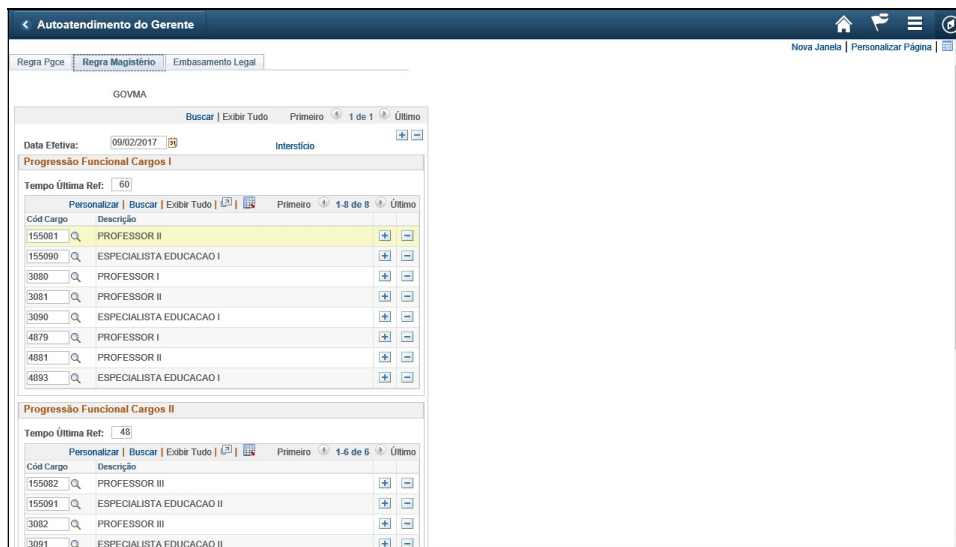 Autoatendimento do Gerente
Nova Janela | Personalizar Página |
Regra Pgce Regra Magistério Embasamento Legal
GOVMA
Buscar | Exibir Tudo Primeiro 1 de 1 Último
Data Efetiva: 09/02/2017 Interstício
Progressão Funcional Cargos I
Tempo Última Ref: 60
Personalizar | Buscar | Exibir Tudo | | Primeiro 1-8 de 8 Último
Cód Cargo Descrição
155081 PROFESSOR II
155090 ESPECIALISTA EDUCACAO I
3080 PROFESSOR I
3081 PROFESSOR II
3090 ESPECIALISTA EDUCACAO I
4879 PROFESSOR I
4881 PROFESSOR II
4893 ESPECIALISTA EDUCACAO I
Progressão Funcional Cargos II
Tempo Última Ref: 48
Personalizar | Buscar | Exibir Tudo | | Primeiro 1-6 de 6 Último
Cód Cargo Descrição
155082 PROFESSOR III
155091 ESPECIALISTA EDUCACAO II
3082 PROFESSOR III
3091 ESPECIALISTA EDUCACAO II